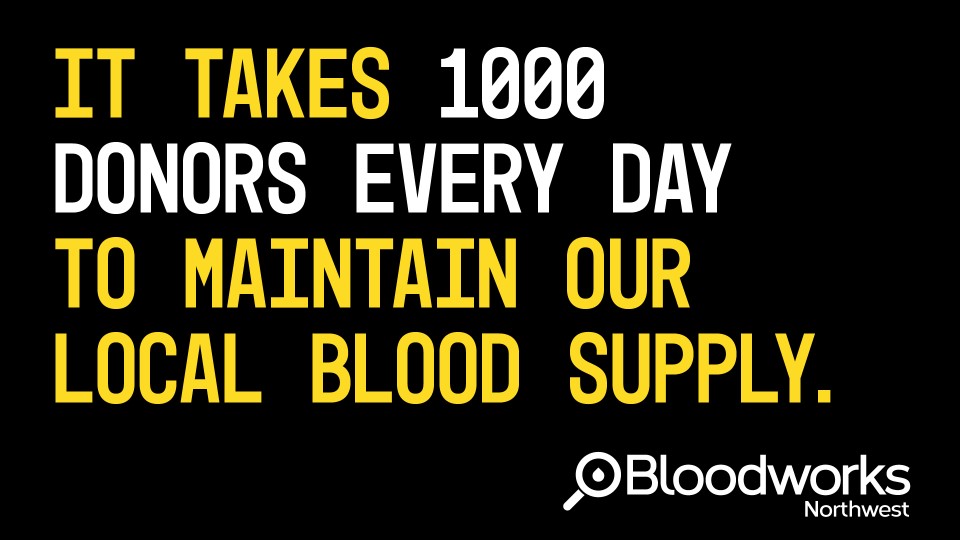 IT TAKES 1000
DONORS EVERY DAY
TO MAINTAIN OUR
LOCAL BLOOD SUPPLY.
Bloodworks
Northwest